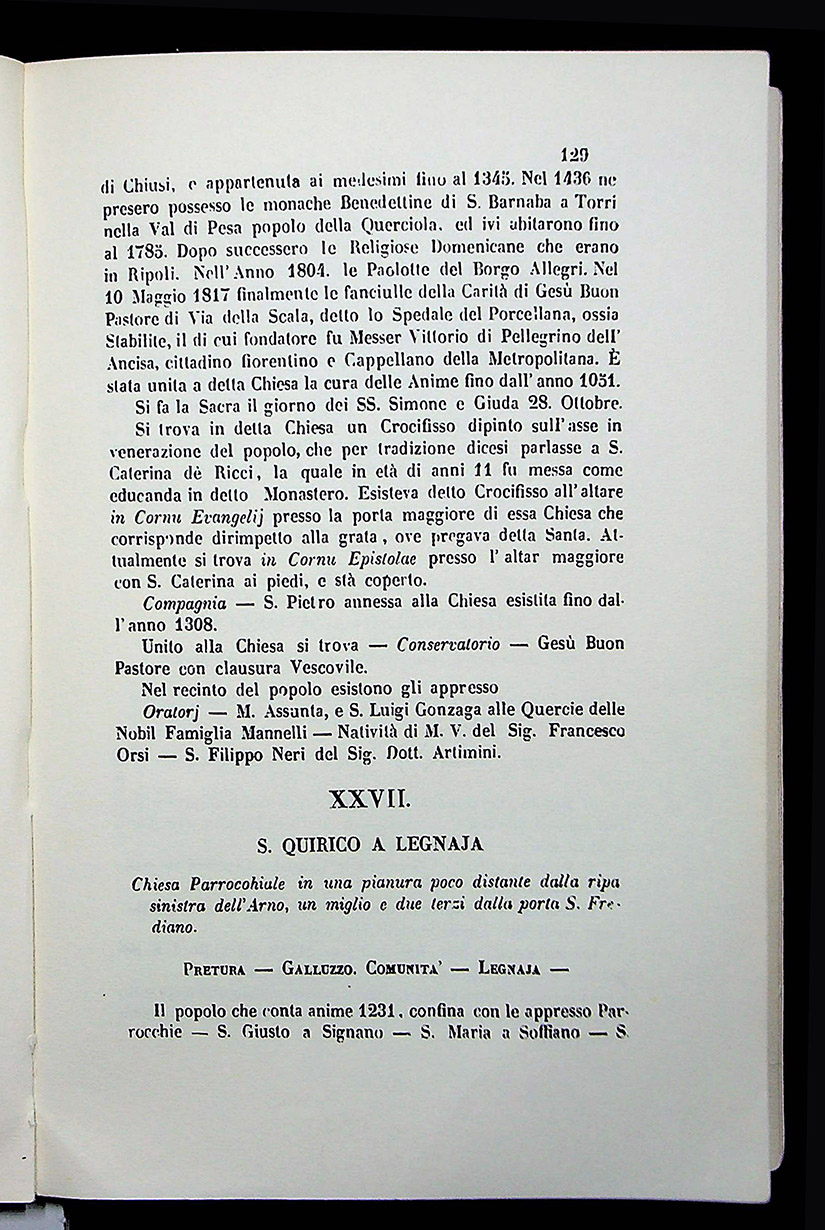 129
di Chiusi, e appartenuta ai medesimi fino al 1345. Nel 1436 ne
presero possesso le monache Benedettine di S. Barnaba a Torri
nella Val di Pesa popolo della Querciola. ed ivi abitarono fino
al 1785. Dopo successero le Religiose Domenicane che erano
in Ripoli. Nell' Anno 1804. le Paolotte del Borgo Allegri. Nel
10 Maggio 1817 finalmente le fanciulle della Carità di Gesù Buon
Pastore di Via della Scala, detto lo Spedale del Porcellana, ossia
Stabilite, il di cui fondatore fu Messer Vittorio di Pellegrino dell'
Ancisa, cittadino fiorentino e Cappellano della Metropolitana. È
stata unita a detta Chiesa la cura delle Anime fino dall' anno 1051.
Si fa la Sacra il giorno dei SS. Simone e Giuda 28. Ottobre.
Si trova in detta Chiesa un Crocifisso dipinto sull'asse in
venerazione del popolo, che per tradizione dicesi parlasse a S.
Caterina dè Ricci, la quale in età di anni 11 fu messa come
educanda in detto Monastero. Esisteva detto Crocifisso all'altare
in Cornu Evangelij presso la porta maggiore di essa Chiesa che
corrisponde dirimpetto alla grata, ove pregava detta Santa. At-
tualmente si trova in Cornu Epistolae presso l' altar maggiore
con S. Caterina ai piedi, e stà coperto.
Compagnia — S. Pietro annessa alla Chiesa esistita fino dal-
l'anno 1308.
Unito alla Chiesa si trova — Conservatorio — Gesù Buon
Pastore con clausura Vescovile.
Nel recinto del popolo esistono gli appresso
Oratorj — M. Assunta, e S. Luigi Gonzaga alle Quercie delle
Nobil Famiglia Mannelli — Natività di M. V. del Sig. Francesco
Orsi — S. Filippo Neri del Sig. Dott. Artimini.
XXVII.
S. QUIRICO A LEGNAJA
Chiesa Parrocohiale in una pianura poco distante dalla ripa
sinistra dell'Arno, un miglio e due terzi dalla porta S. Fre-
diano.
PRETURA — GALLUZZO. COMUNITA' — LEGNAJA —
Il popolo che conta anime 1231. confina con le appresso Par-
rocchie — S. Giusto a Signano — S. Maria a Soffiano — S.